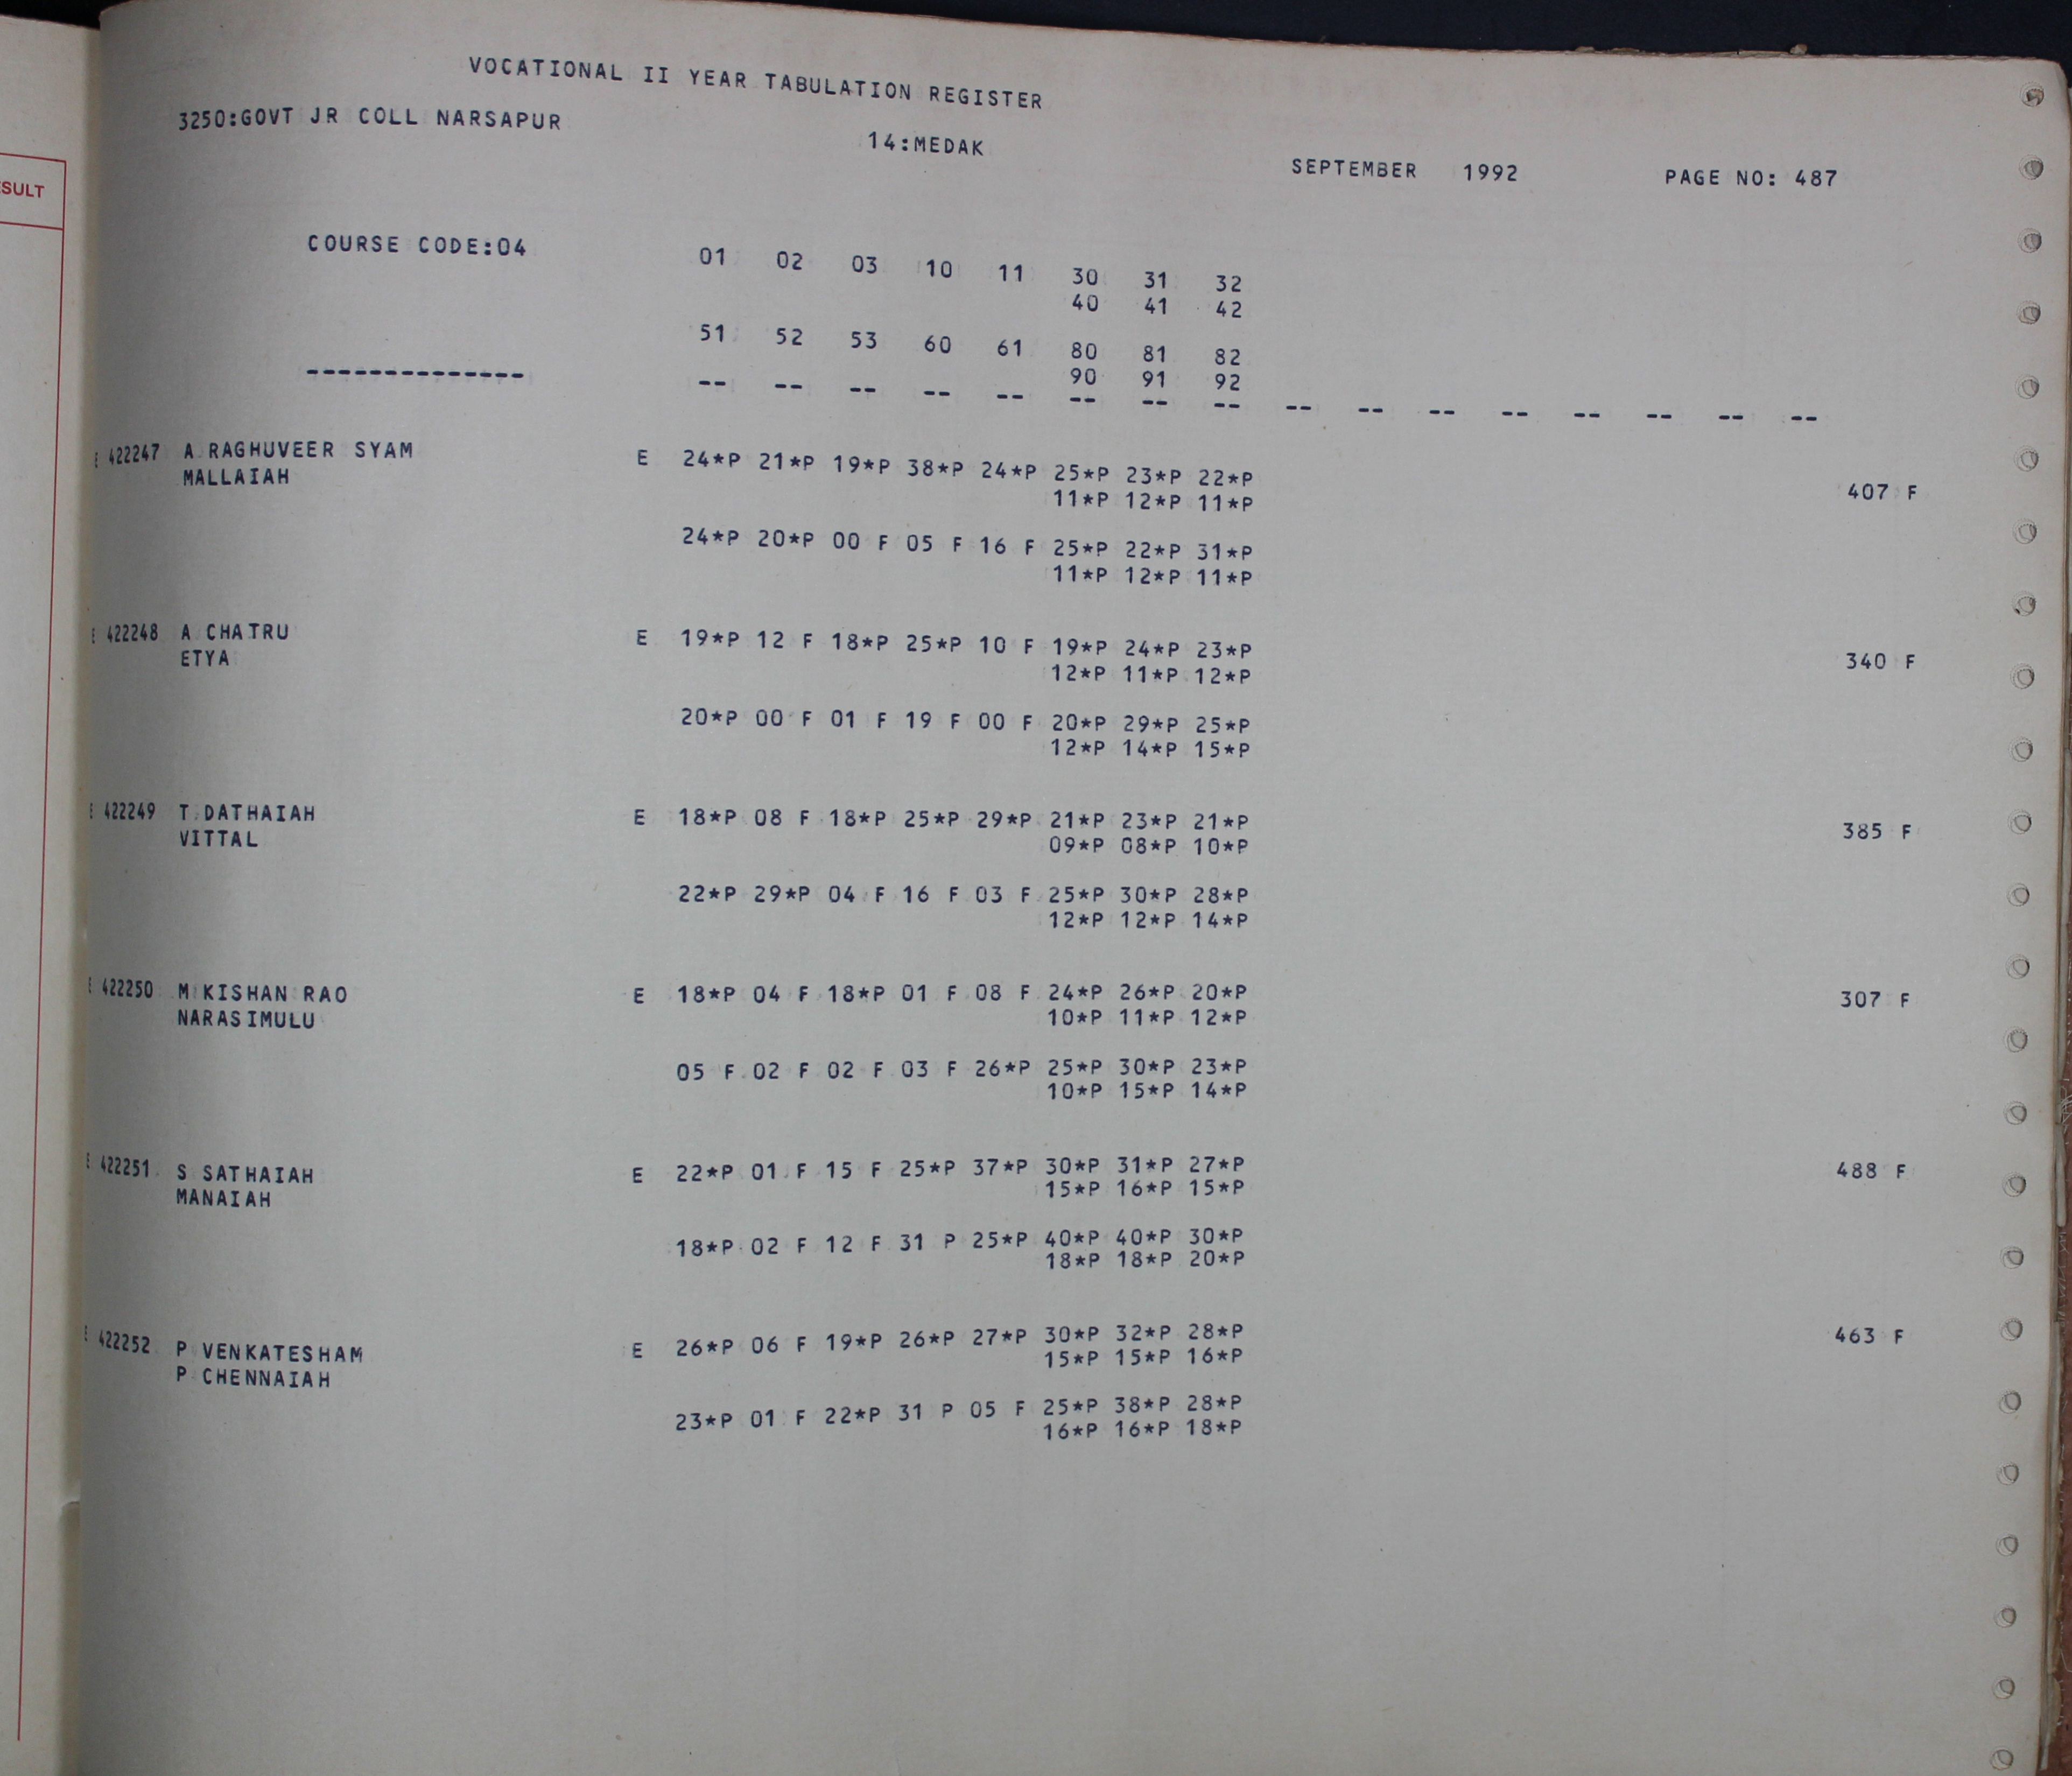 SULT
VOCATIONAL II YEAR TABULATION REGISTER
3250:GOVT JR COLL NARSAPUR 14:MEDAK SEPTEMBER 1992 PAGE NO: 487
COURSE CODE:04 01 02 03 10 11 30 31 32
40 41 42
51 52 53 60 61 80 81 82
90 91 92
-------------- -- -- -- -- -- -- -- -- -- -- -- -- -- -- -- --
E 422247 A RAGHUVEER SYAM E 24*P 21*P 19*P 38*P 24*P 25*P 23*P 22*P 407 F
MALLAIAH 11*P 12*P 11*P
24*P 20*P 00 F 05 F 16 F 25*P 22*P 31*P
11*P 12*P 11*P
E 422248 A CHATRU E 19*P 12 F 18*P 25*P 10 F 19*P 24*P 23*P 340 F
ETYA 12*P 11*P 12*P
20*P 00 F 01 F 19 F 00 F 20*P 29*P 25*P
12*P 14*P 15*P
E 422249 T DATHAIAH E 18*P 08 F 18*P 25*P 29*P 21*P 23*P 21*P 385 F
VITTAL 09*P 08*P 10*P
22*P 29*P 04 F 16 F 03 F 25*P 30*P 28*P
12*P 12*P 14*P
E 422250 M KISHAN RAO E 18*P 04 F 18*P 01 F 08 F 24*P 26*P 20*P 307 F
NARASIMULU 10*P 11*P 12*P
05 F 02 F 02 F 03 F 26*P 25*P 30*P 23*P
10*P 15*P 14*P
E 422251 S SATHAIAH E 22*P 01 F 15 F 25*P 37*P 30*P 31*P 27*P 488 F
MANAIAH 15*P 16*P 15*P
18*P 02 F 12 F 31 P 25*P 40*P 40*P 30*P
18*P 18*P 20*P
E 422252 P VENKATESHAM E 26*P 06 F 19*P 26*P 27*P 30*P 32*P 28*P 463 F
P CHENNAIAH 15*P 15*P 16*P
23*P 01 F 22*P 31 P 05 F 25*P 38*P 28*P
16*P 16*P 18*P